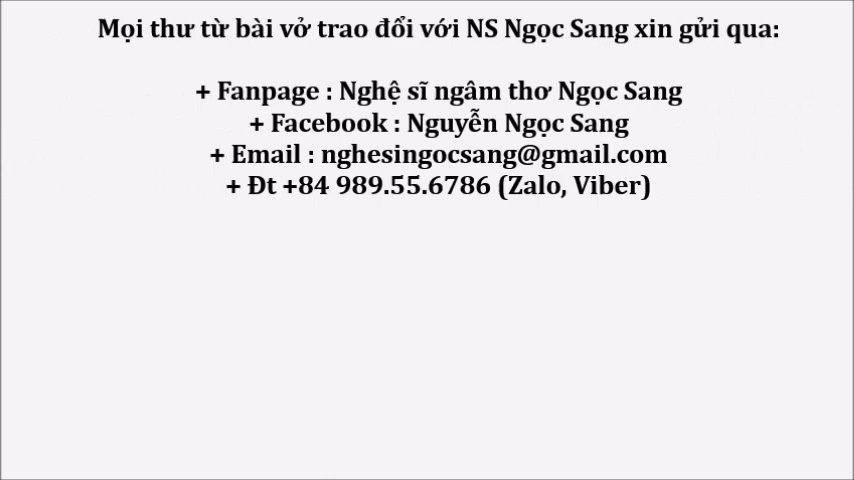 Mọi thư từ bài vở trao đổi với NS Ngọc Sang xin gửi qua:
+ Fanpage : Nghệ sĩ ngâm thơ Ngọc Sang
+ Facebook : Nguyễn Ngọc Sang
+ Email : nghesingocsang@gmail.com
+ Đt +84 989.55.6786 (Zalo, Viber)